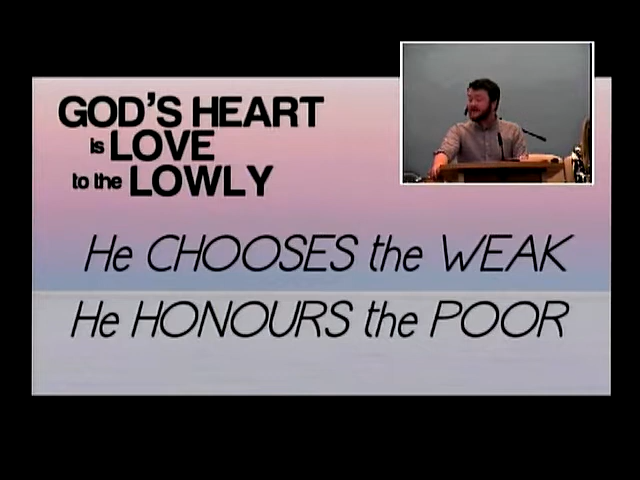 GOD'S HEART
is LOVE
to the LOWLY
He CHOOSES the WEAK
He HONOURS the POOR